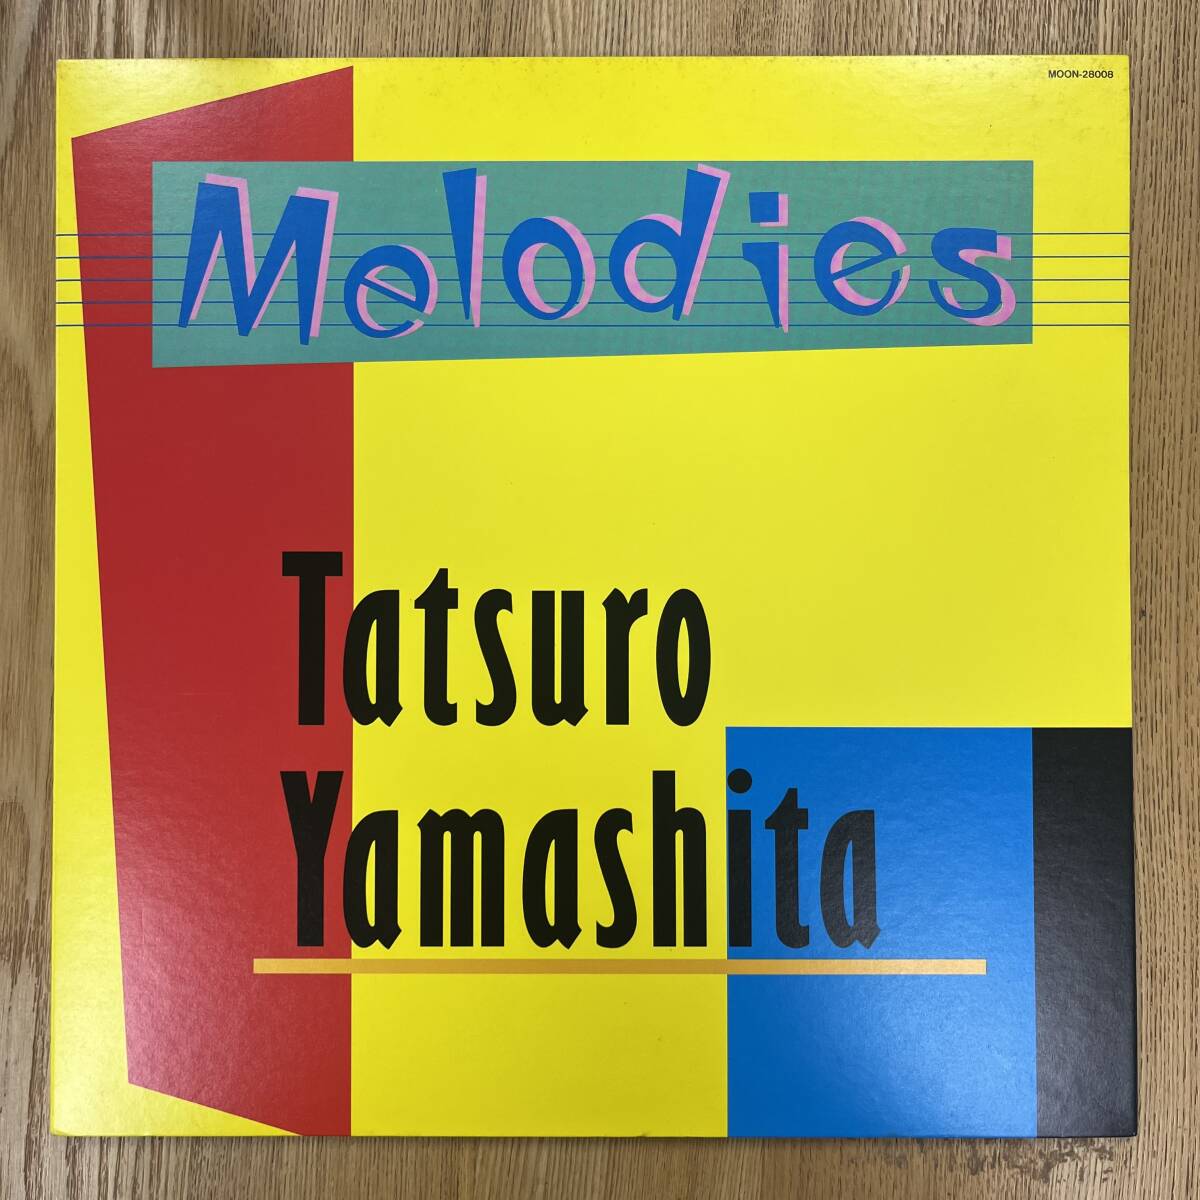 MOON-28008
Melodies
Tatsuro
Yamashita